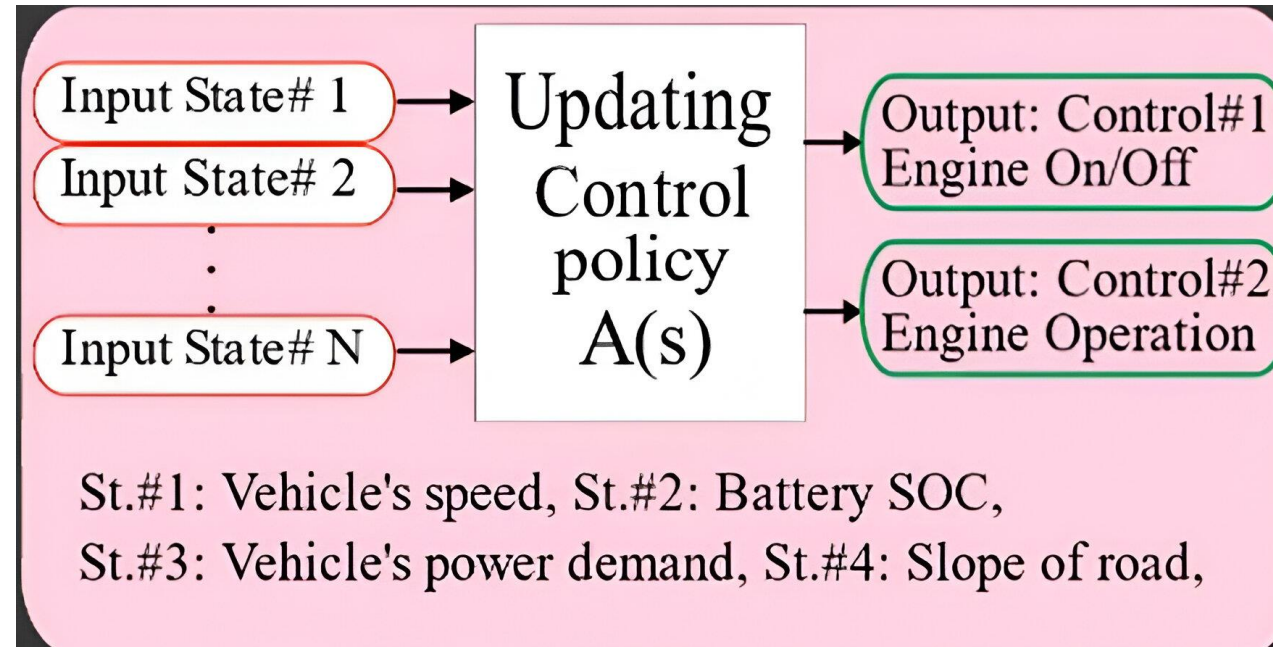 Input State# 1
Input State# 2
Input State# N
Updating
Control
policy
A(s)
Output: Control#1
Engine On/Off
Output: Control#2
Engine Operation
St.#1: Vehicle's speed, St.#2: Battery SOC,
St.#3: Vehicle's power demand, St.#4: Slope of road,